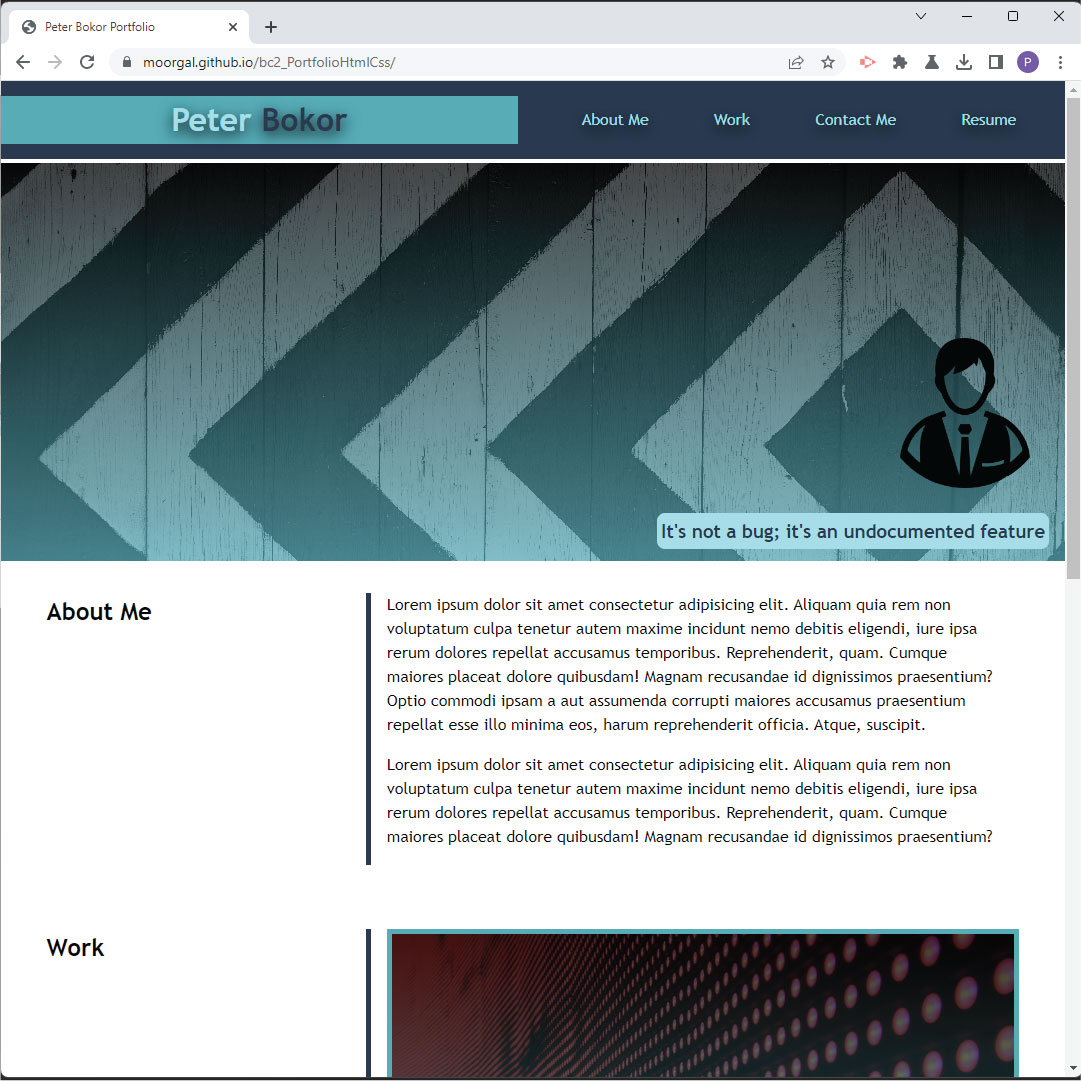 Peter Bokor Portfolio
moorgal.github.io/bc2_PortfolioHtmlCss/
P
Peter Bokor
About Me
Work
Contact Me
Resume
It's not a bug; it's an undocumented feature
About Me
Lorem ipsum dolor sit amet consectetur adipisicing elit. Aliquam quia rem non
voluptatum culpa tenetur autem maxime incidunt nemo debitis eligendi, iure ipsa
rerum dolores repellat accusamus temporibus. Reprehenderit, quam. Cumque
maiores placeat dolore quibusdam! Magnam recusandae id dignissimos praesentium?
Optio commodi ipsam a aut assumenda corrupti maiores accusamus praesentium
repellat esse illo minima eos, harum reprehenderit officia. Atque, suscipit.
Lorem ipsum dolor sit amet consectetur adipisicing elit. Aliquam quia rem non
voluptatum culpa tenetur autem maxime incidunt nemo debitis eligendi, iure ipsa
rerum dolores repellat accusamus temporibus. Reprehenderit, quam. Cumque
maiores placeat dolore quibusdam! Magnam recusandae id dignissimos praesentium?
Work